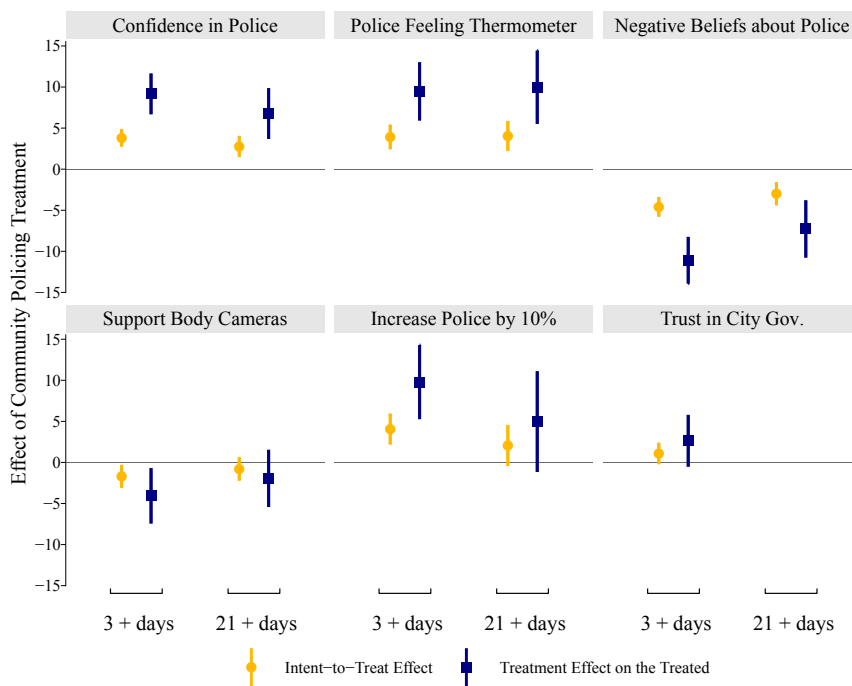 Confidence in Police
Police Feeling Thermometer
Negative Beliefs about Police
15
10
5
0
−5
−10
−15
Support Body Cameras
Increase Police by 10%
Trust in City Gov.
15
10
5
0
−5
−10
−15
Effect of Community Policing Treatment
3 + days
21 + days
3 + days
21 + days
3 + days
21 + days
Intent−to−Treat Effect
Treatment Effect on the Treated